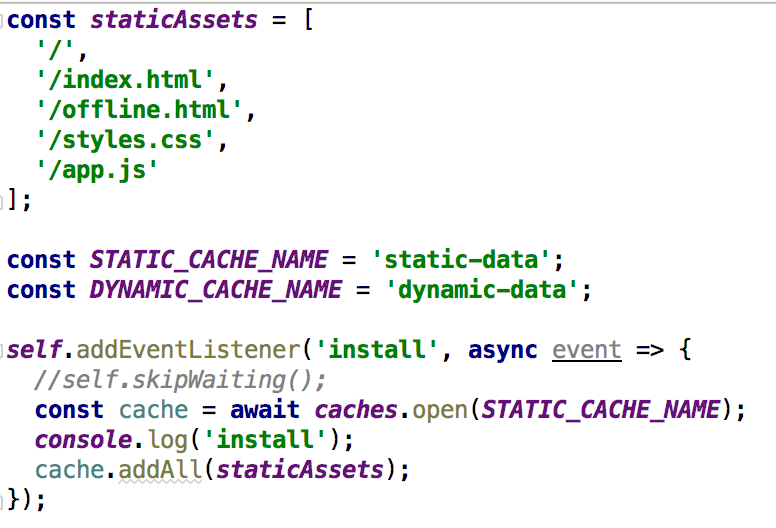 const staticAssets = [
  '/',
  '/index.html',
  '/offline.html',
  '/styles.css',
  '/app.js'
];

const STATIC_CACHE_NAME = 'static-data';
const DYNAMIC_CACHE_NAME = 'dynamic-data';

self.addEventListener('install', async event => {
  //self.skipWaiting();
  const cache = await caches.open(STATIC_CACHE_NAME);
  console.log('install');
  cache.addAll(staticAssets);
});